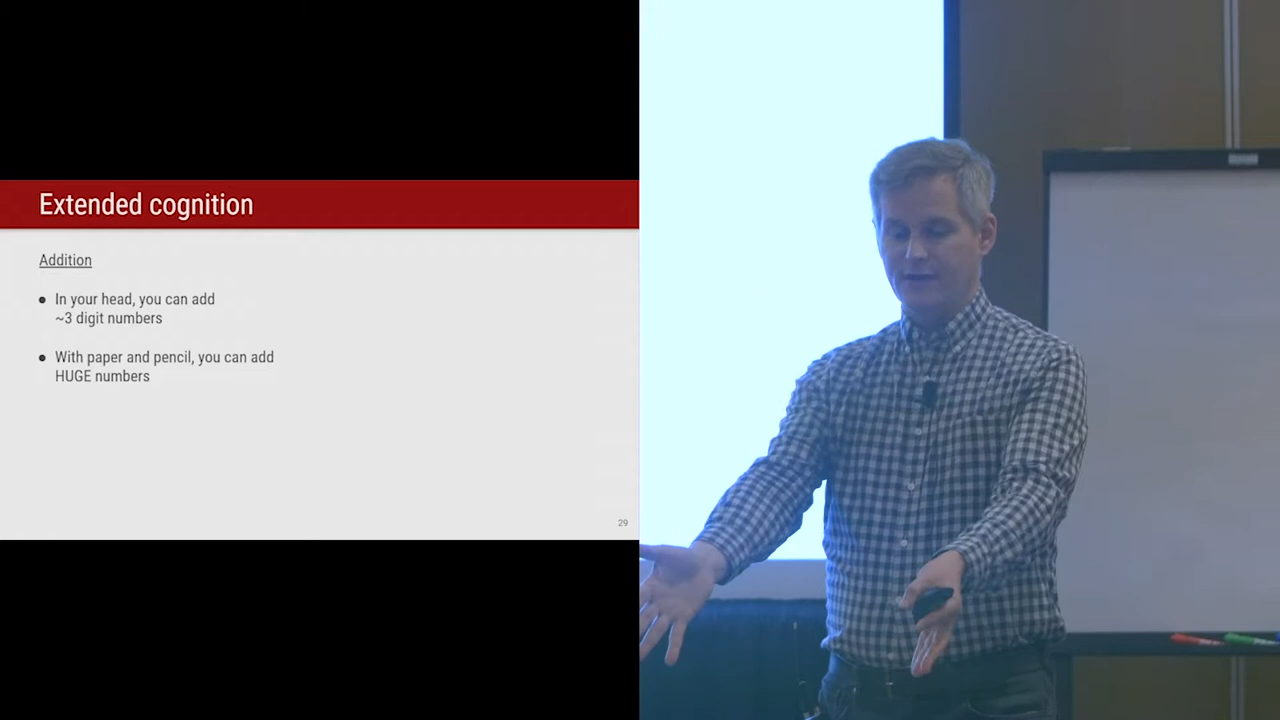 Extended cognition
Addition
● In your head, you can add
~3 digit numbers
● With paper and pencil, you can add
HUGE numbers
29